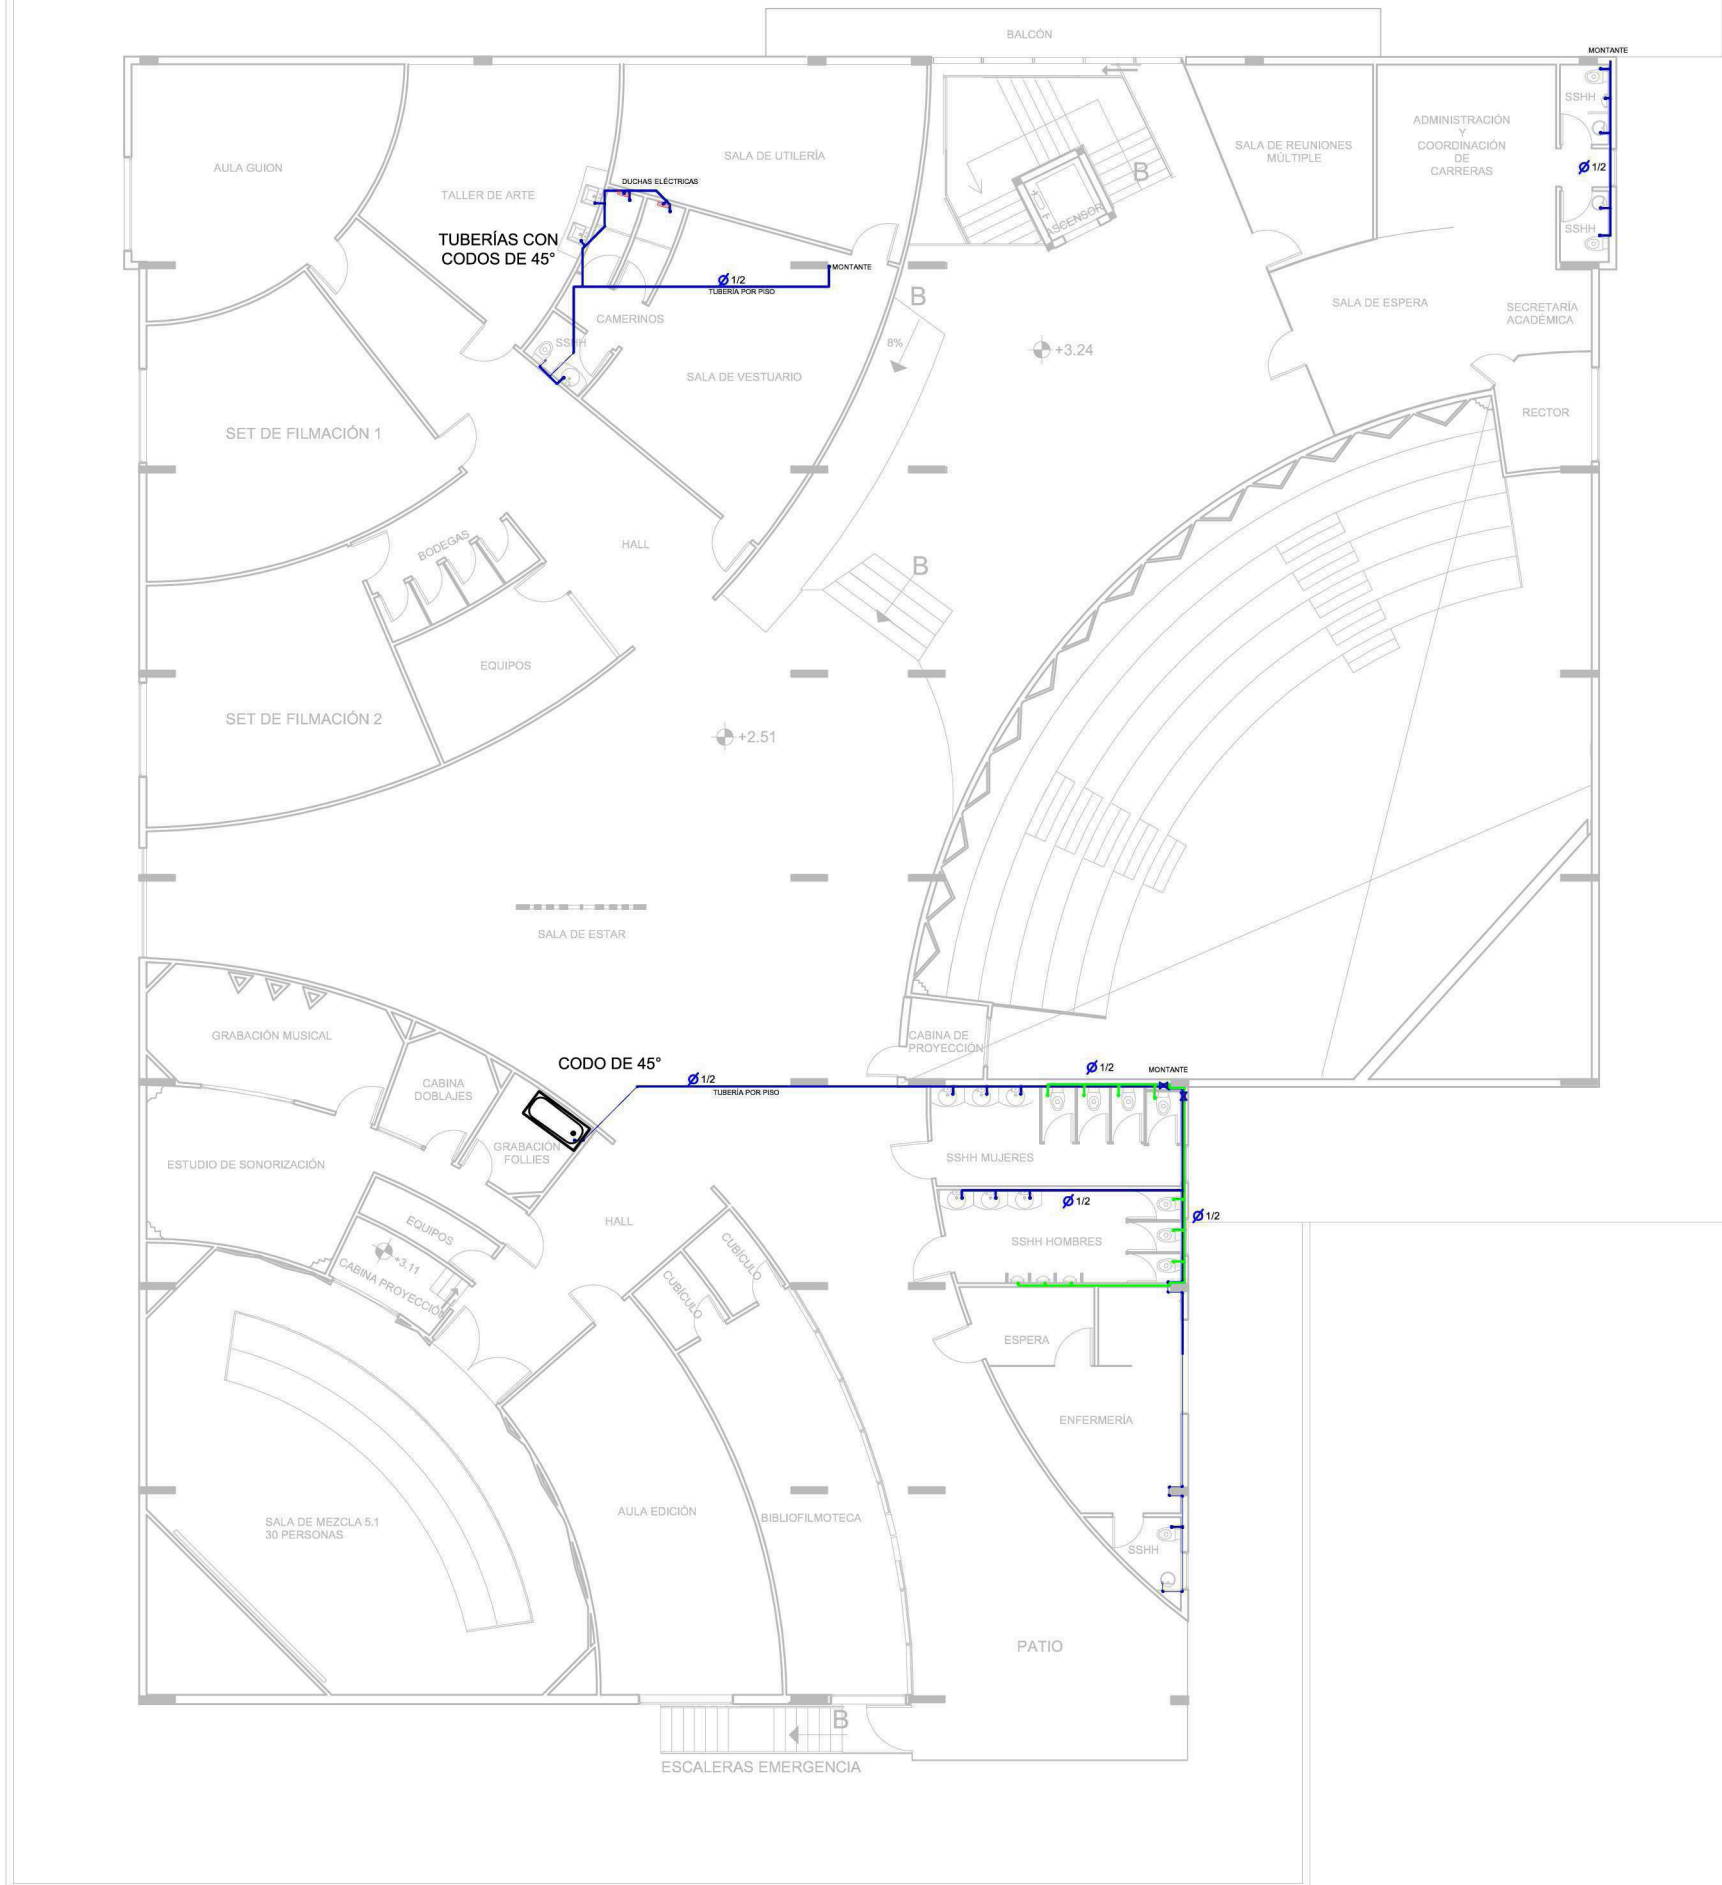 BALCÓN
MONTANTE
SSHH
ADMINISTRACIÓN
Y
COORDINACIÓN
DE
CARRERAS
SALA DE REUNIONES
MÚLTIPLE
SALA DE UTILERÍA
AULA GUION
B
Ø 1/2
DUCHAS ELÉCTRICAS
TALLER DE ARTE
ASCENSOR
SSHH
TUBERÍAS CON
CODOS DE 45°
MONTANTE
Ø 1/2
TUBERÍA POR PISO
B
SALA DE ESPERA
SECRETARÍA
ACADÉMICA
CAMERINOS
SSHH
8%
+3.24
SALA DE VESTUARIO
RECTOR
SET DE FILMACIÓN 1
HALL
BODEGAS
B
EQUIPOS
SET DE FILMACIÓN 2
+2.51
SALA DE ESTAR
GRABACIÓN MUSICAL
CABINA DE
PROYECCIÓN
CODO DE 45°
Ø 1/2
MONTANTE
Ø 1/2
TUBERÍA POR PISO
CABINA
DOBLAJES
GRABACIÓN
FOLLIES
SSHH MUJERES
ESTUDIO DE SONORIZACIÓN
Ø 1/2
Ø 1/2
EQUIPOS
HALL
CUBÍCULO
SSHH HOMBRES
+3.11
CABINA PROYECCIÓN
CUBÍCULO
ESPERA
ENFERMERÍA
SALA DE MEZCLA 5.1
30 PERSONAS
AULA EDICIÓN
BIBLIOFILMOTECA
SSHH
PATIO
B
ESCALERAS EMERGENCIA